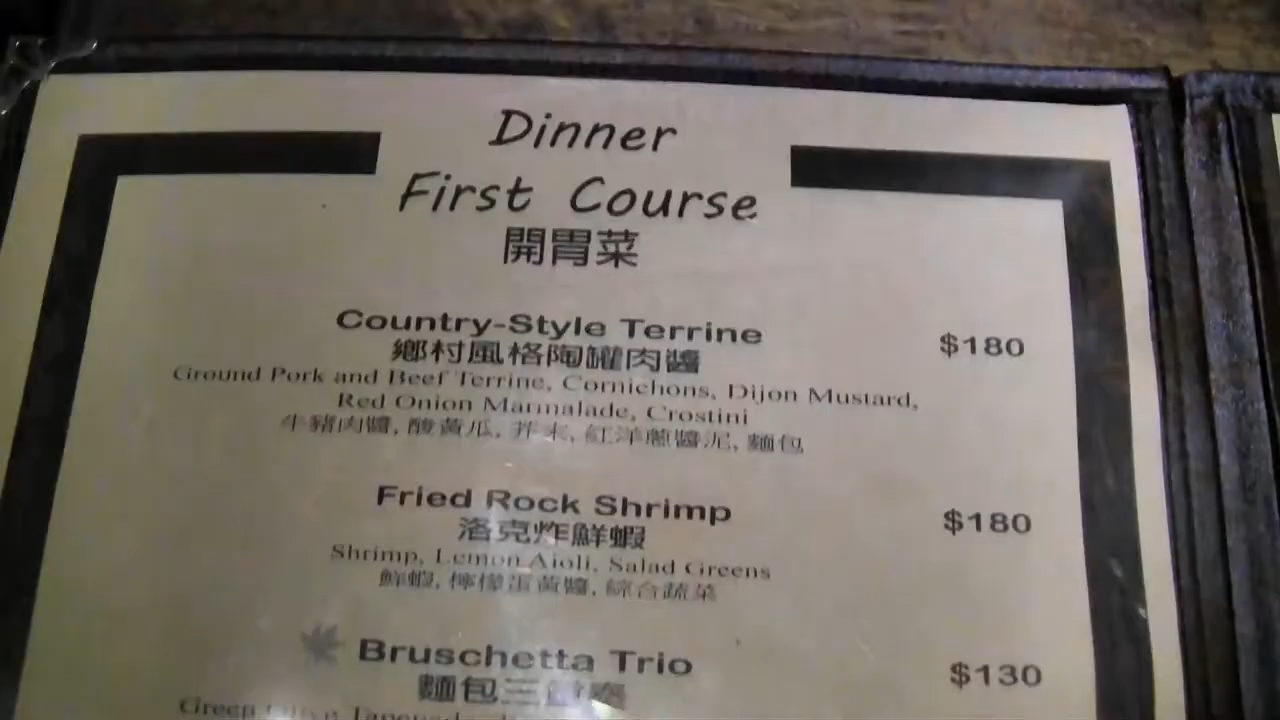 Dinner
First Course
開胃菜
Country-Style Terrine
$180
鄉村風格陶罐肉醬
Ground Pork and Beef Terrine, Cornichons, Dijon Mustard,
Red Onion Marmalade, Crostini
牛豬肉醬, 酸黃瓜, 芥末, 紅洋蔥醬泥, 麵包
Fried Rock Shrimp
$180
洛克炸鮮蝦
Shrimp, Lemon Aioli, Salad Greens
鮮蝦, 檸檬蛋黃醬, 綜合蔬菜
Bruschetta Trio
$130
麵包三
Green Olive Tapenade